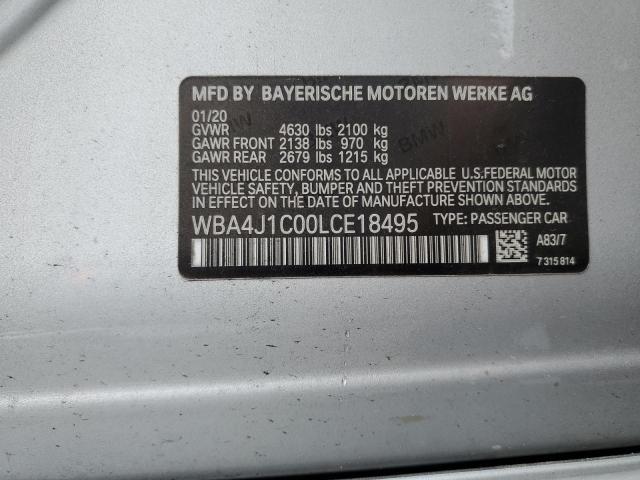 MFD BY BAYERISCHE MOTOREN WERKE AG
01/20
GVWR 4630 lbs 2100 kg
GAWR FRONT 2138 lbs 970 kg
GAWR REAR 2679 lbs 1215 kg
THIS VEHICLE CONFORMS TO ALL APPLICABLE U.S.FEDERAL MOTOR
VEHICLE SAFETY, BUMPER AND THEFT PREVENTION STANDARDS
IN EFFECT ON THE DATE OF MANUFACTURE SHOWN ABOVE.
WBA4J1C00LCE18495 TYPE: PASSENGER CAR
A83/7
7 315 814